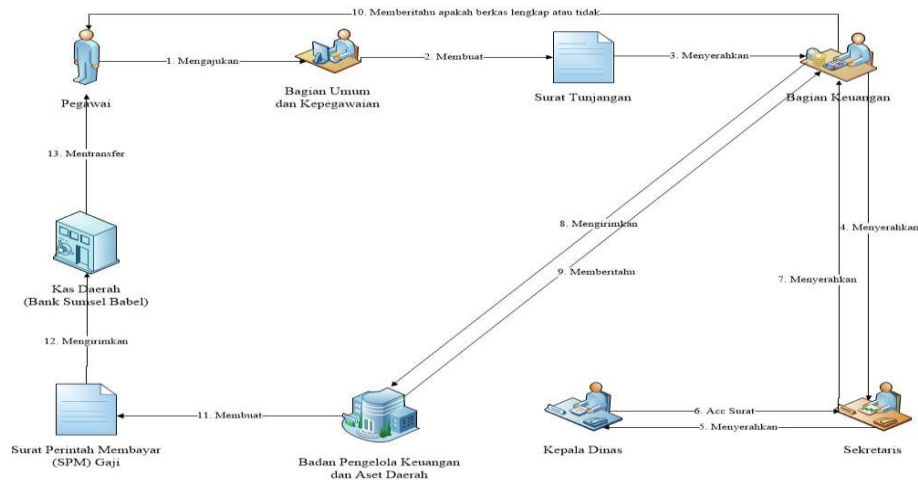 10. Memberitahu apakah berkas lengkap atau tidak
1. Mengajukan
2. Membuat
3. Menyerahkan
Pegawai
Bagian Umum
dan Kepegawaian
Surat Tunjangan
Bagian Keuangan
13. Mentransfer
8. Mengirimkan
4. Menyerahkan
9. Memberitahu
7. Menyerahkan
Kas Daerah
(Bank Sumsel Babel)
12. Mengirimkan
11. Membuat
6. Acc Surat
5. Menyerahkan
Surat Perintah Membayar
(SPM) Gaji
Badan Pengelola Keuangan
dan Aset Daerah
Kepala Dinas
Sekretaris